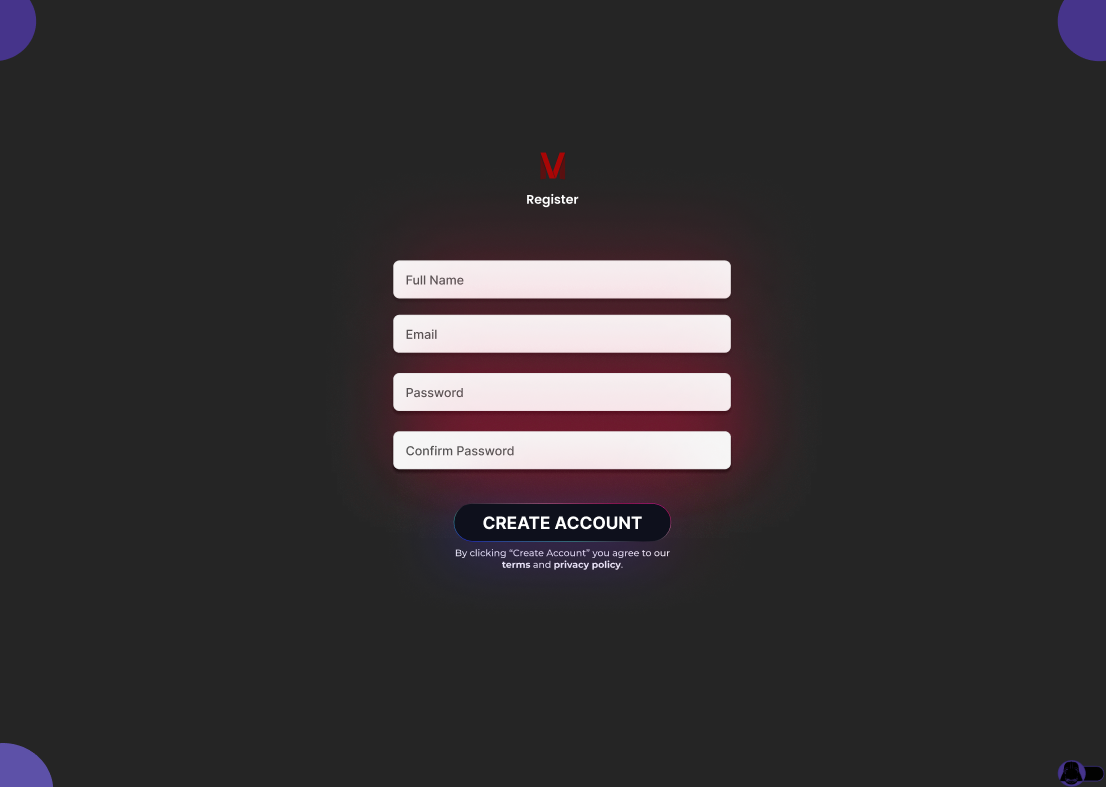 V
Register
Full Name
Email
Password
Confirm Password
CREATE ACCOUNT
By clicking “Create Account” you agree to our
terms and privacy policy.